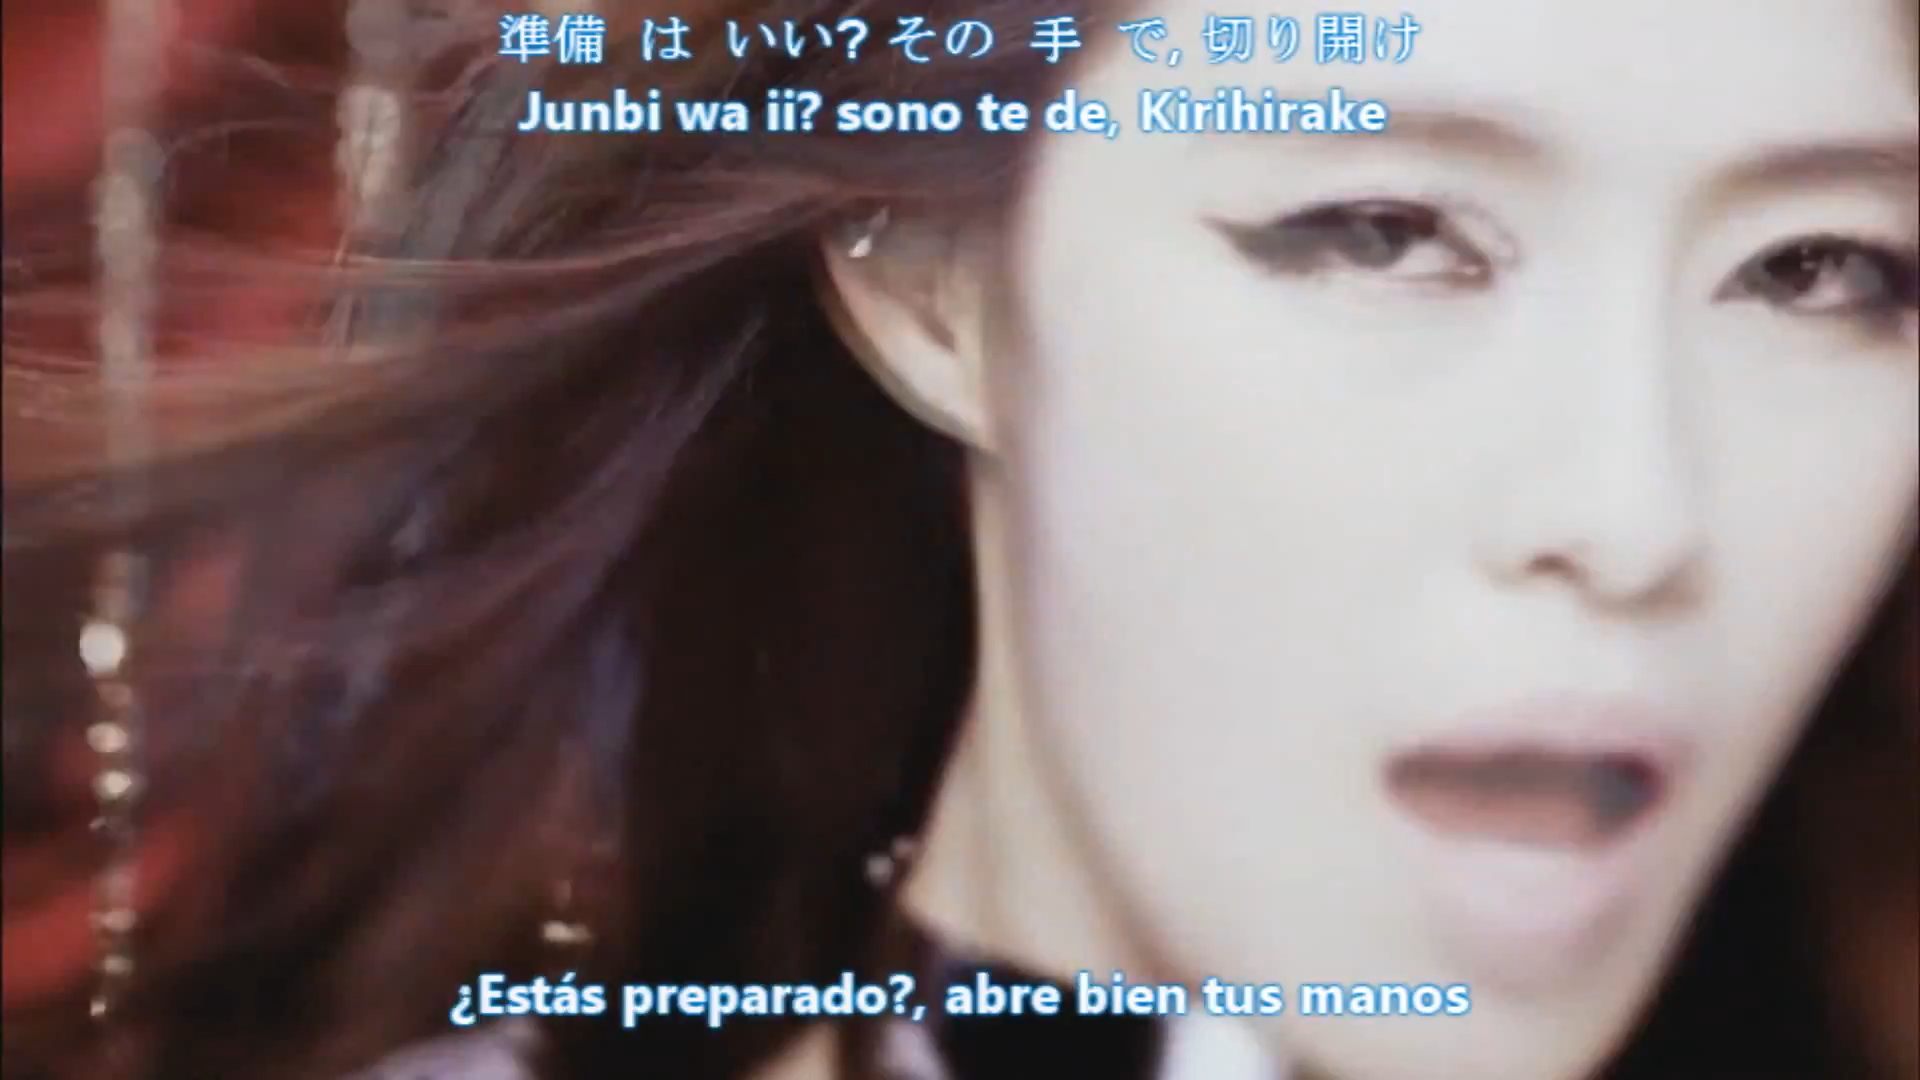 準備 は いい? その 手 で, 切り開け
Junbi wa ii? sono te de, Kirihirake
¿Estás preparado?, abre bien tus manos